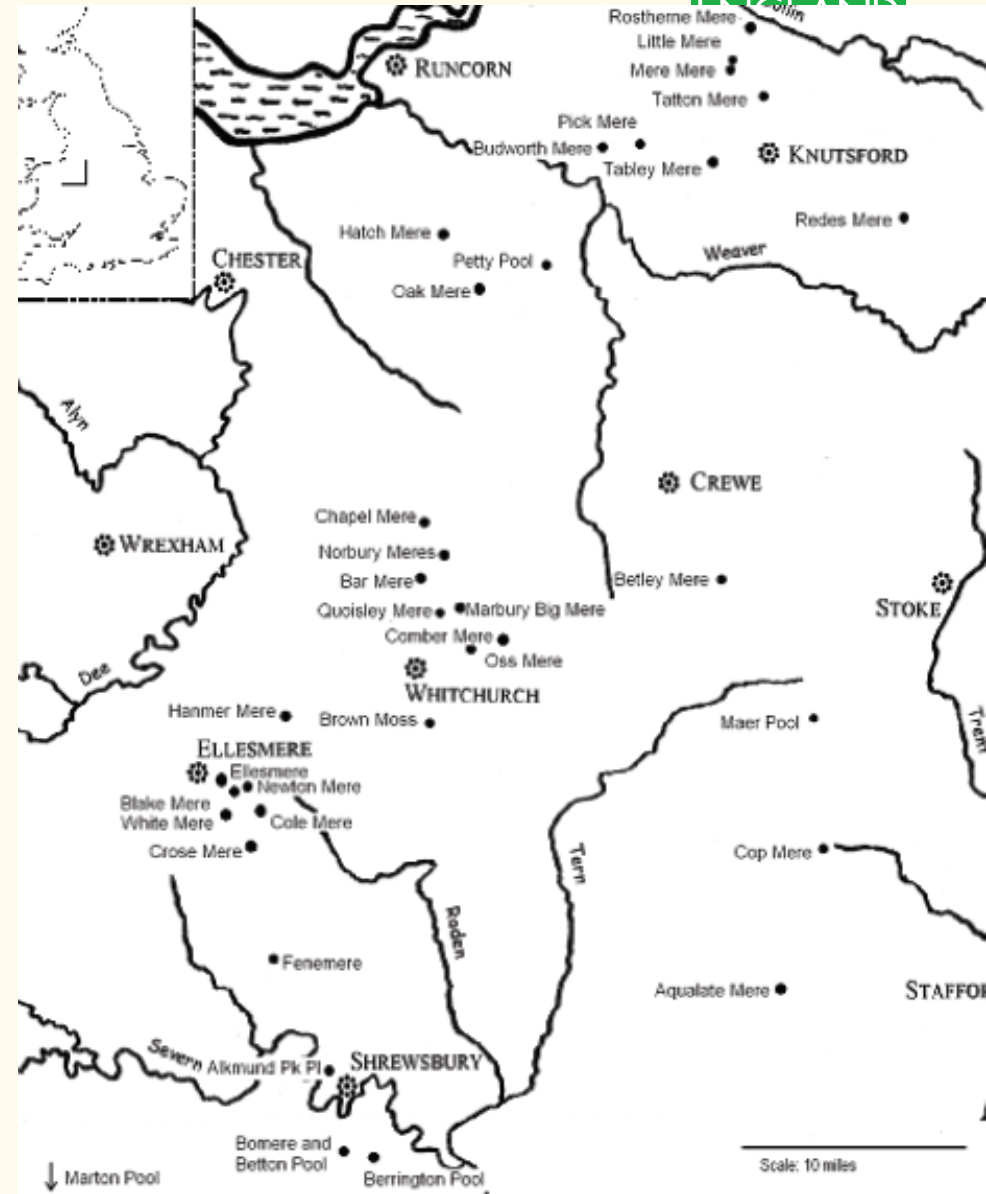 ENGLAND
Rostherne Mere
Little Mere
Mere Mere
Tatton Mere
RUNCORN
Pick Mere
Budworth Mere
Tabley Mere
KNUTSFORD
Redes Mere
Hatch Mere
Weaver
CHESTER
Petty Pool
Oak Mere
Alyn
CREWE
Chapel Mere
WREXHAM
Norbury Meres
Bar Mere
Betley Mere
Quoisley Mere
Marbury Big Mere
STOKE
Comber Mere
Oss Mere
Dee
WHITCHURCH
Hanmer Mere
Brown Moss
Maer Pool
Trent
ELLESMERE
Ellesmere
Newton Mere
Blake Mere
White Mere
Cole Mere
Crose Mere
Cop Mere
Tern
Roden
Fenemere
Aqualate Mere
STAFFOR
Severn
Alkmund Pk Pl
SHREWSBURY
Bomere and
Betton Pool
Berrington Pool
Marton Pool
Scale: 10 miles